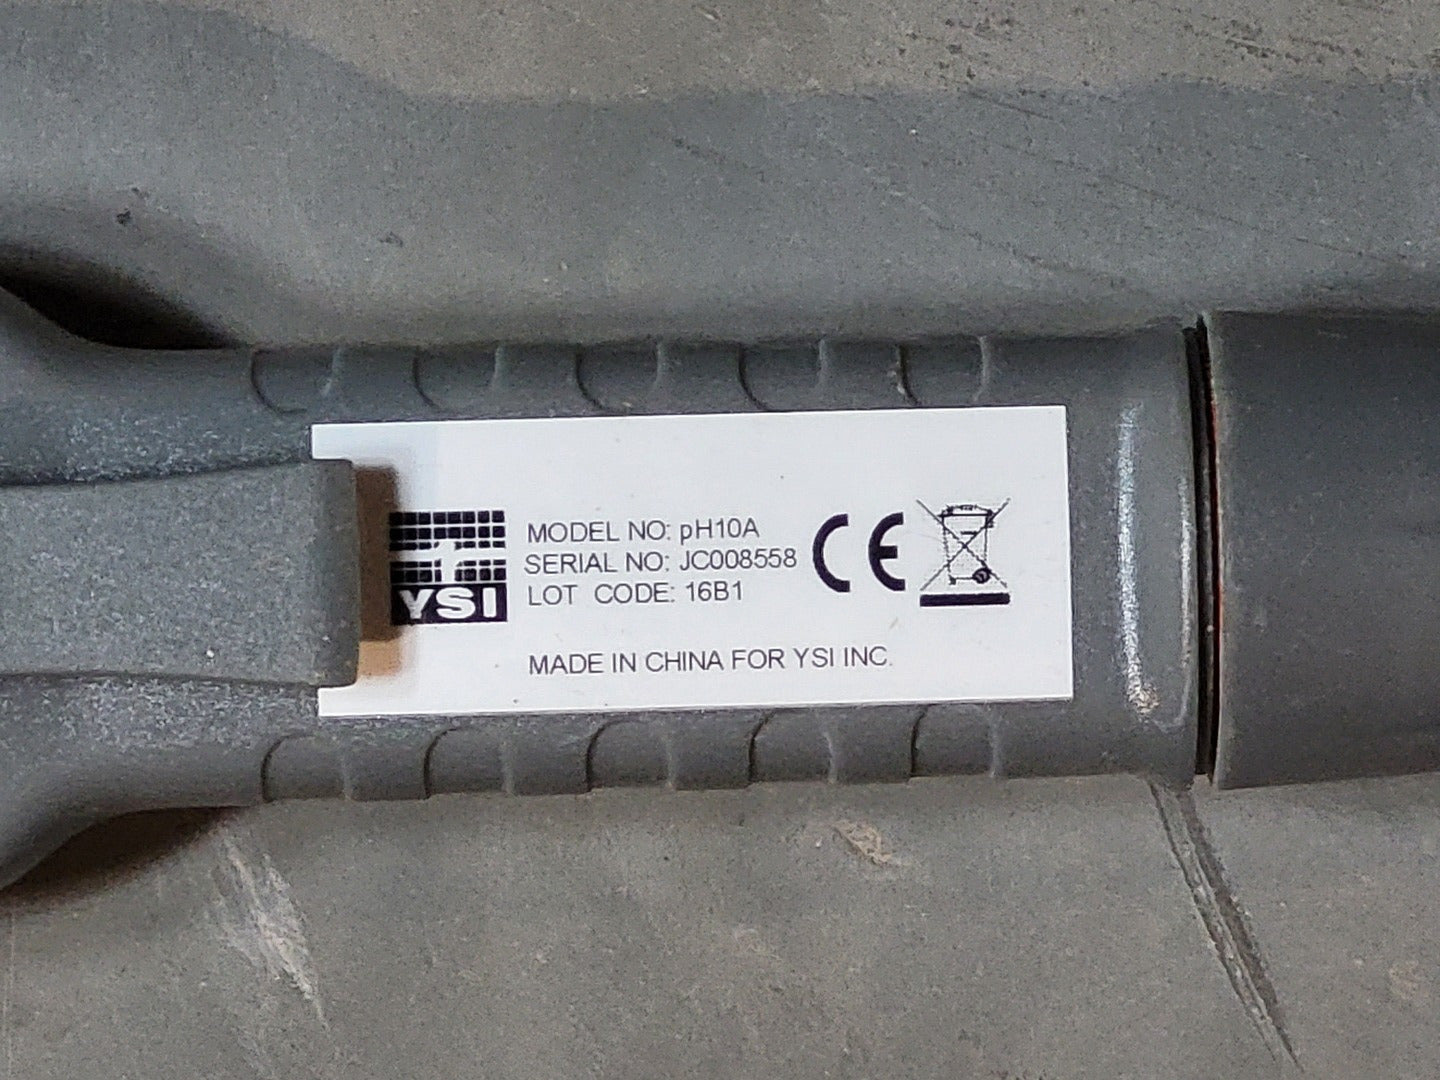 MODEL NO: pH10A
SERIAL NO: JC008558
LOT CODE: 16B1
YSI
MADE IN CHINA FOR YSI INC.
CE